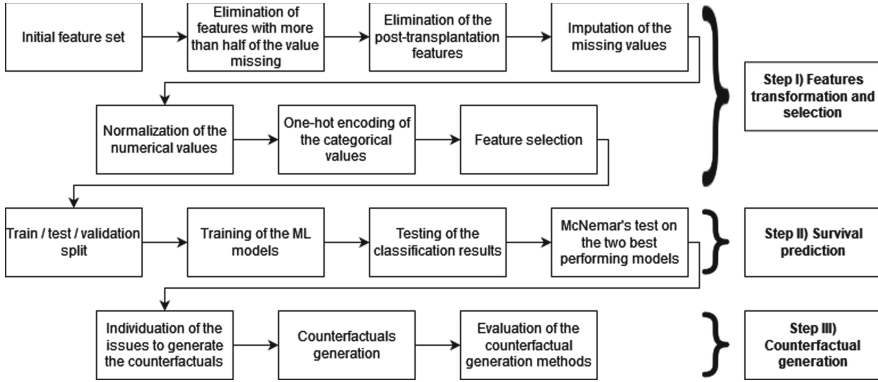 Initial feature set
Elimination of
features with more
than half of the value
missing
Elimination of the
post-transplantation
features
Imputation of the
missing values
Step I) Features
transformation and
selection
Normalization of the
numerical values
One-hot encoding of
the categorical
values
Feature selection
Train / test / validation
split
Training of the ML
models
Testing of the
classification results
McNemar's test on
the two best
performing models
Step II) Survival
prediction
Individuation of the
issues to generate
the counterfactuals
Counterfactuals
generation
Evaluation of the
counterfactual
generation methods
Step III)
Counterfactual
generation